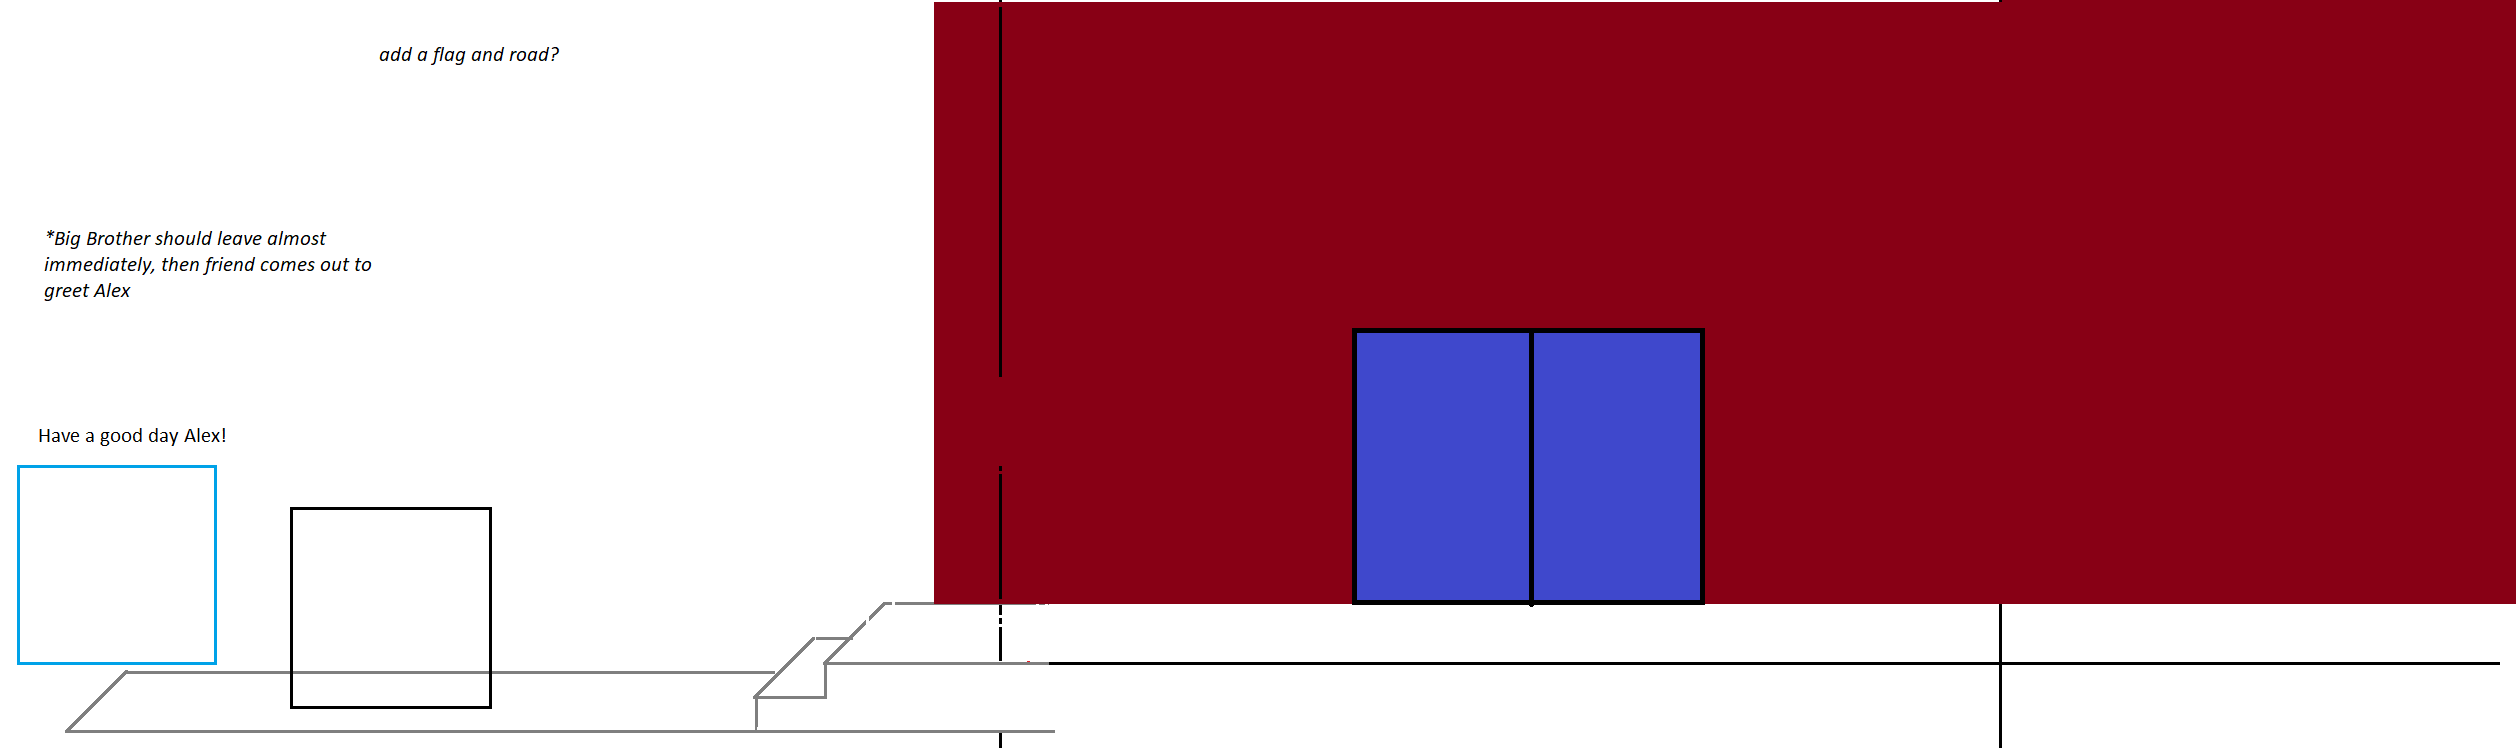 add a flag and road?
*Big Brother should leave almost
immediately, then friend comes out to
greet Alex
Have a good day Alex!